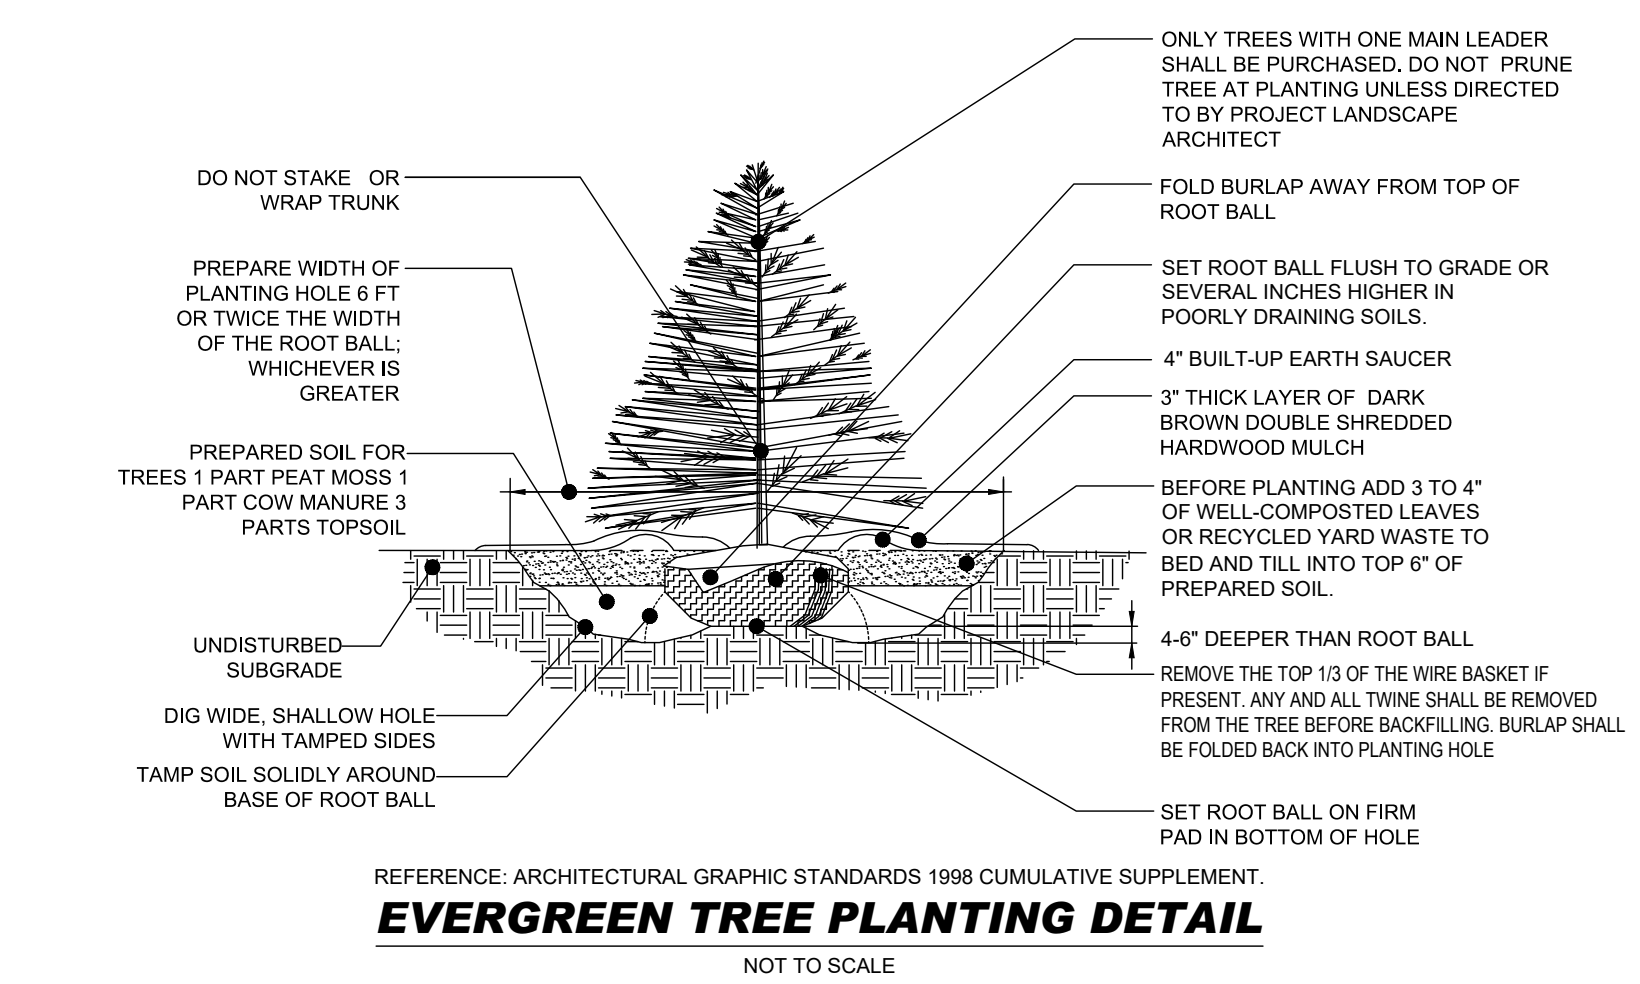 ONLY TREES WITH ONE MAIN LEADER
SHALL BE PURCHASED. DO NOT PRUNE
TREE AT PLANTING UNLESS DIRECTED
TO BY PROJECT LANDSCAPE
ARCHITECT
DO NOT STAKE OR
WRAP TRUNK
FOLD BURLAP AWAY FROM TOP OF
ROOT BALL
PREPARE WIDTH OF
PLANTING HOLE 6 FT
OR TWICE THE WIDTH
OF THE ROOT BALL;
WHICHEVER IS
GREATER
SET ROOT BALL FLUSH TO GRADE OR
SEVERAL INCHES HIGHER IN
POORLY DRAINING SOILS.
4" BUILT-UP EARTH SAUCER
3" THICK LAYER OF DARK
BROWN DOUBLE SHREDDED
HARDWOOD MULCH
PREPARED SOIL FOR
TREES 1 PART PEAT MOSS 1
PART COW MANURE 3
PARTS TOPSOIL
BEFORE PLANTING ADD 3 TO 4"
OF WELL-COMPOSTED LEAVES
OR RECYCLED YARD WASTE TO
BED AND TILL INTO TOP 6" OF
PREPARED SOIL.
UNDISTURBED
SUBGRADE
4-6" DEEPER THAN ROOT BALL
REMOVE THE TOP 1/3 OF THE WIRE BASKET IF
PRESENT. ANY AND ALL TWINE SHALL BE REMOVED
FROM THE TREE BEFORE BACKFILLING. BURLAP SHALL
BE FOLDED BACK INTO PLANTING HOLE
DIG WIDE, SHALLOW HOLE
WITH TAMPED SIDES
TAMP SOIL SOLIDLY AROUND
BASE OF ROOT BALL
SET ROOT BALL ON FIRM
PAD IN BOTTOM OF HOLE
REFERENCE: ARCHITECTURAL GRAPHIC STANDARDS 1998 CUMULATIVE SUPPLEMENT.
EVERGREEN TREE PLANTING DETAIL
NOT TO SCALE